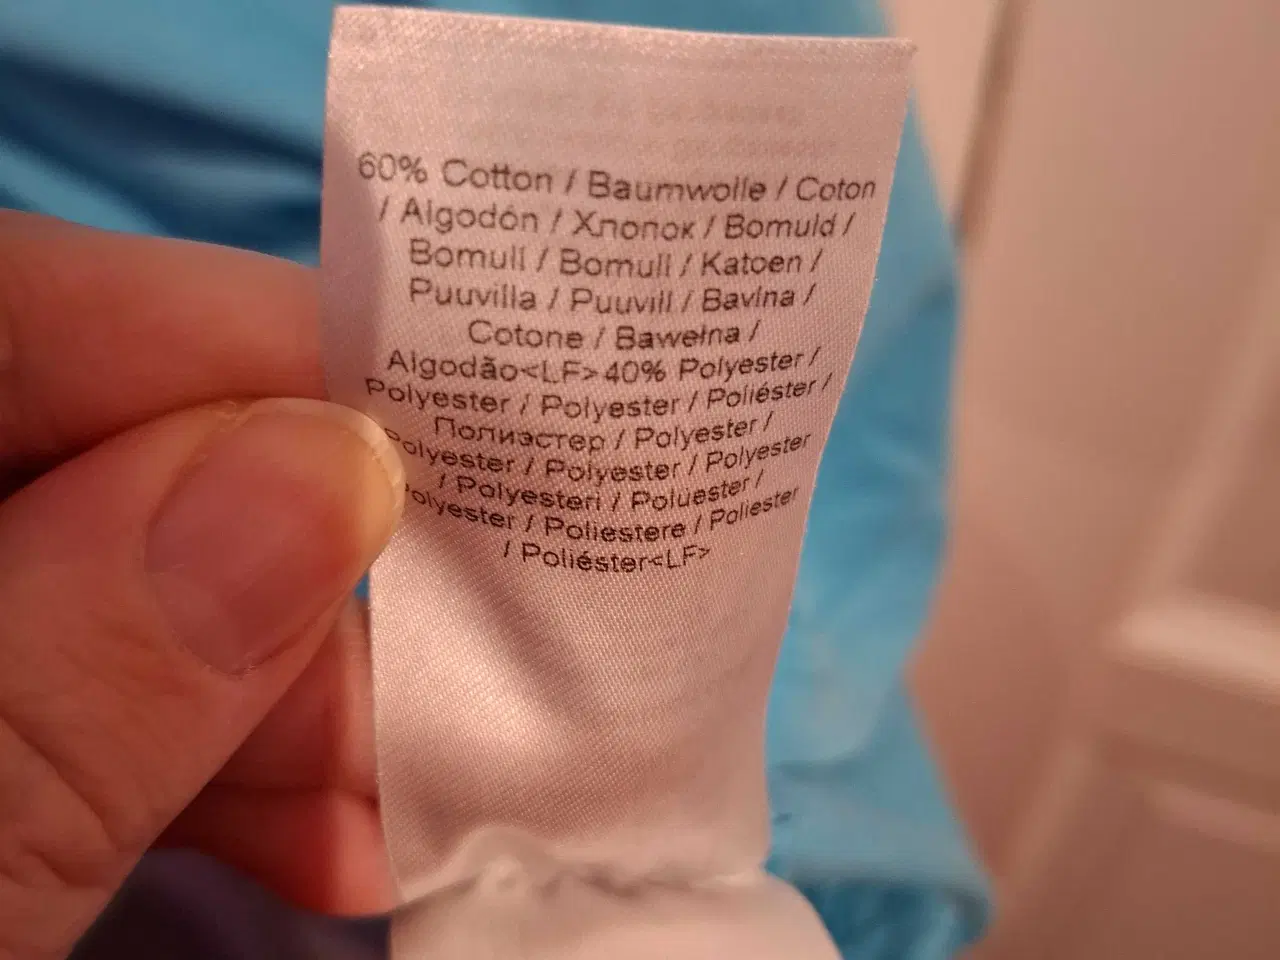 60% Cotton / Baumwolle / Coton
/ Algodón / Хлопок / Bomuld /
Bomull / Bomull / Katoen /
Puuvilla / Puuvill / Bavlna /
Cotone / Bawełna /
Algodão<LF>40% Polyester /
Polyester / Polyester / Poliéster /
Полиэстер / Polyester /
Polyester / Polyester / Polyester
/ Polyesteri / Polüester /
Polyester / Poliestere / Poliester
/ Poliéster<LF>